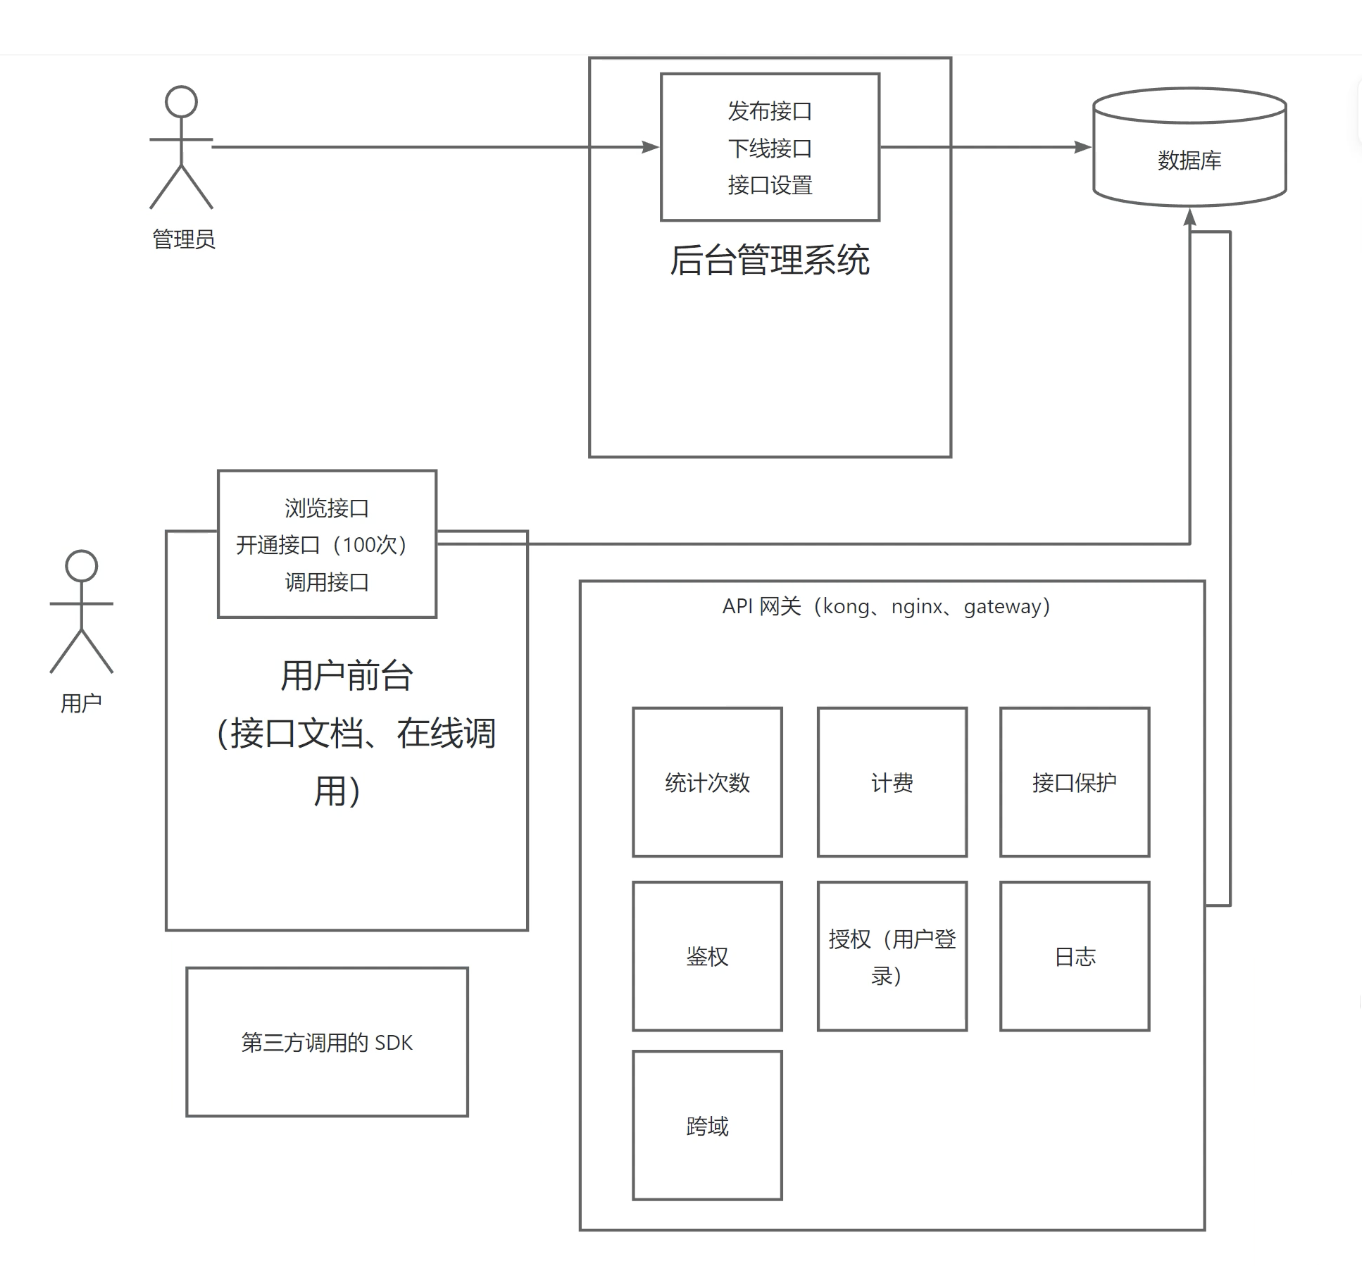 发布接口
下线接口
接口设置
数据库
管理员
后台管理系统
浏览接口
开通接口（100次）
调用接口
用户
用户前台
（接口文档、在线调
用）
API 网关（kong、nginx、gateway）
统计次数
计费
接口保护
鉴权
授权（用户登
录）
日志
第三方调用的 SDK
跨域